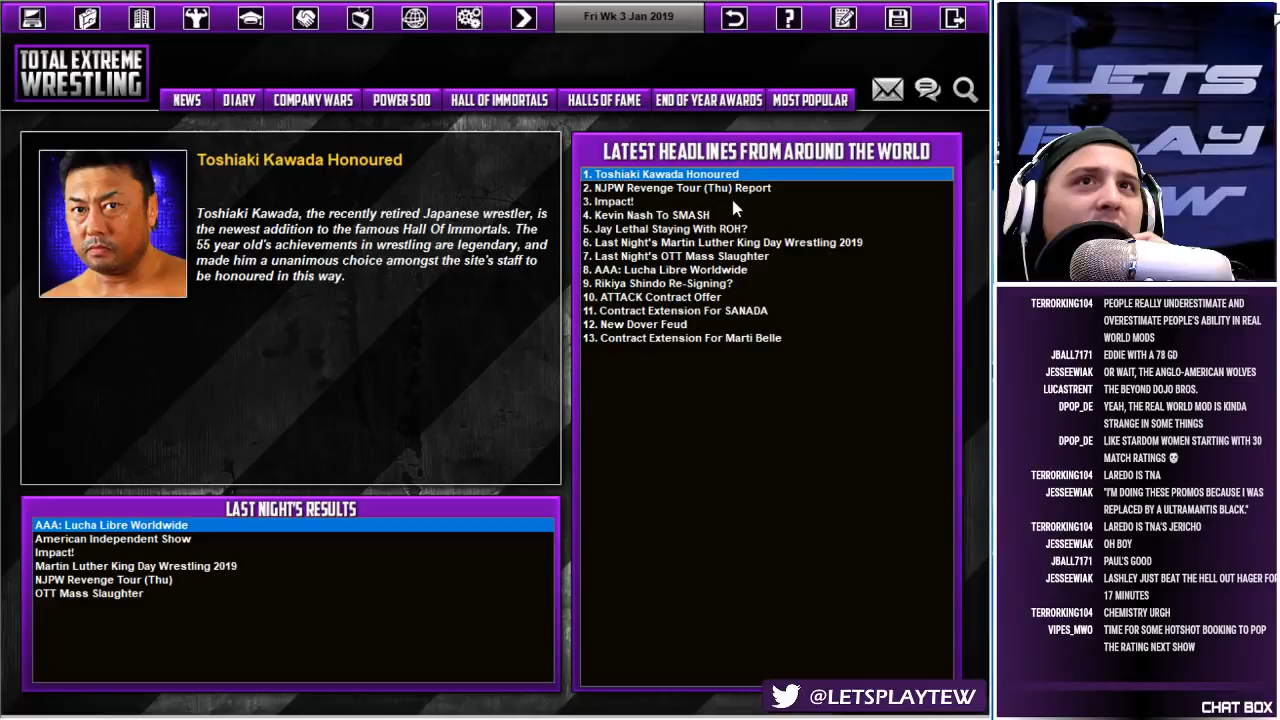 Fri Wk 3 Jan 2019
TOTAL EXTREME
WRESTLING
NEWS
DIARY
COMPANY WARS
POWER 500
HALL OF IMMORTALS
HALLS OF FAME
END OF YEAR AWARDS
MOST POPULAR
Toshiaki Kawada Honoured
Toshiaki Kawada, the recently retired Japanese wrestler, is
the newest addition to the famous Hall Of Immortals. The
55 year old's achievements in wrestling are legendary, and
made him a unanimous choice amongst the site's staff to
be honoured in this way.
LATEST HEADLINES FROM AROUND THE WORLD
1. Toshiaki Kawada Honoured
2. NJPW Revenge Tour (Thu) Report
3. Impact!
4. Kevin Nash To SMASH
5. Jay Lethal Staying With ROH?
6. Last Night's Martin Luther King Day Wrestling 2019
7. Last Night's OTT Mass Slaughter
8. AAA: Lucha Libre Worldwide
9. Rikiya Shindo Re-Signing?
10. ATTACK Contract Offer
11. Contract Extension For SANADA
12. New Dover Feud
13. Contract Extension For Marti Belle
LAST NIGHT'S RESULTS
AAA: Lucha Libre Worldwide
American Independent Show
Impact!
Martin Luther King Day Wrestling 2019
NJPW Revenge Tour (Thu)
OTT Mass Slaughter
@LETSPLAYTEW
LETS
PLAY
TERRORKING104 PEOPLE REALLY UNDERESTIMATE AND
OVERESTIMATE PEOPLE'S ABILITY IN REAL
WORLD MODS
JBALL7171 EDDIE WITH A 78 GD
JESSEEWIAK OR WAIT, THE ANGLO-AMERICAN WOLVES
LUCASTRENT THE BEYOND DOJO BROS.
DPOP_DE YEAH, THE REAL WORLD MOD IS KINDA
STRANGE IN SOME THINGS
DPOP_DE LIKE STARDOM WOMEN STARTING WITH 30
MATCH RATINGS 💀
TERRORKING104 LAREDO IS TNA
JESSEEWIAK "I'M DOING THESE PROMOS BECAUSE I WAS
REPLACED BY A ULTRAMANTIS BLACK."
TERRORKING104 LAREDO IS TNA'S JERICHO
JESSEEWIAK OH BOY
JBALL7171 PAUL'S GOOD
JESSEEWIAK LASHLEY JUST BEAT THE HELL OUT HAGER FOR
17 MINUTES
TERRORKING104 CHEMISTRY URGH
VIPES_MWO TIME FOR SOME HOTSHOT BOOKING TO POP
THE RATING NEXT SHOW
CHAT BOX